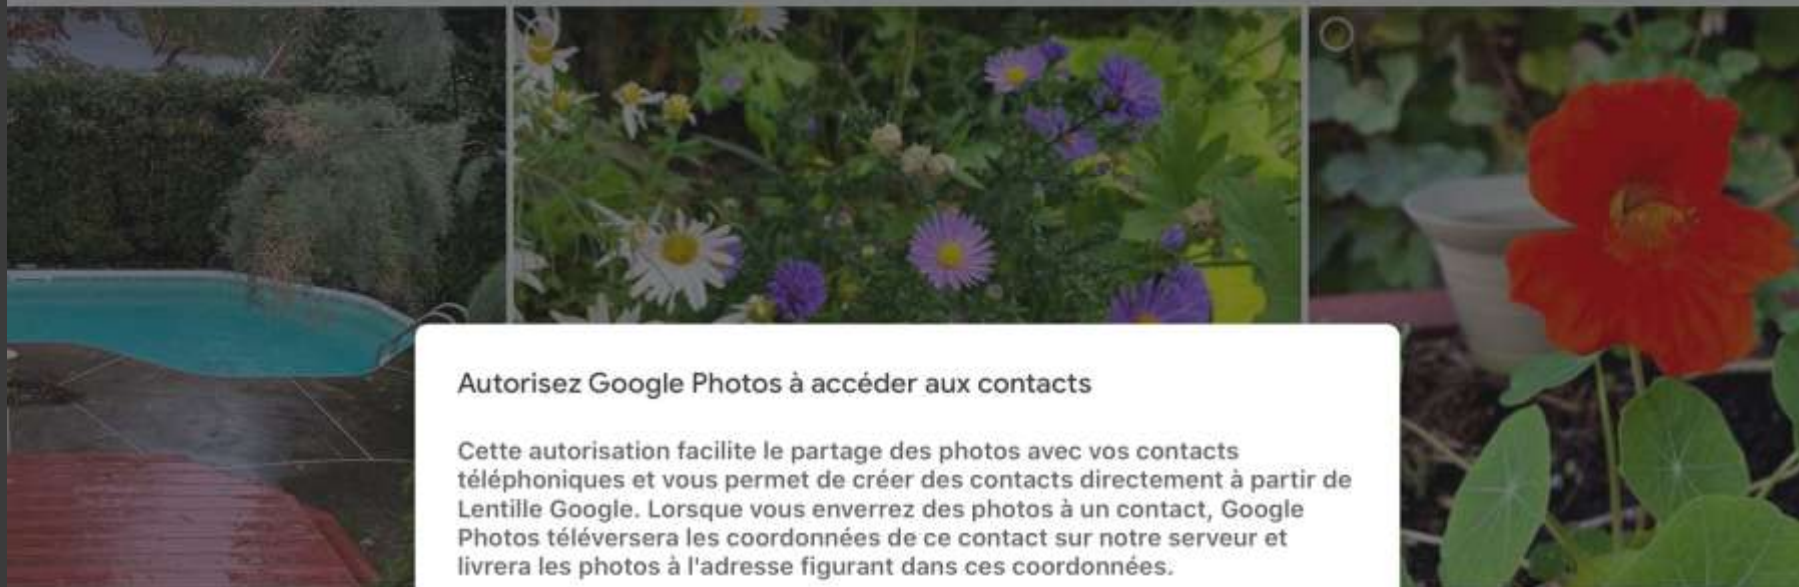 Autorisez Google Photos à accéder aux contacts
Cette autorisation facilite le partage des photos avec vos contacts
téléphoniques et vous permet de créer des contacts directement à partir de
Lentille Google. Lorsque vous enverrez des photos à un contact, Google
Photos téléversera les coordonnées de ce contact sur notre serveur et
livrera les photos à l'adresse figurant dans ces coordonnées.